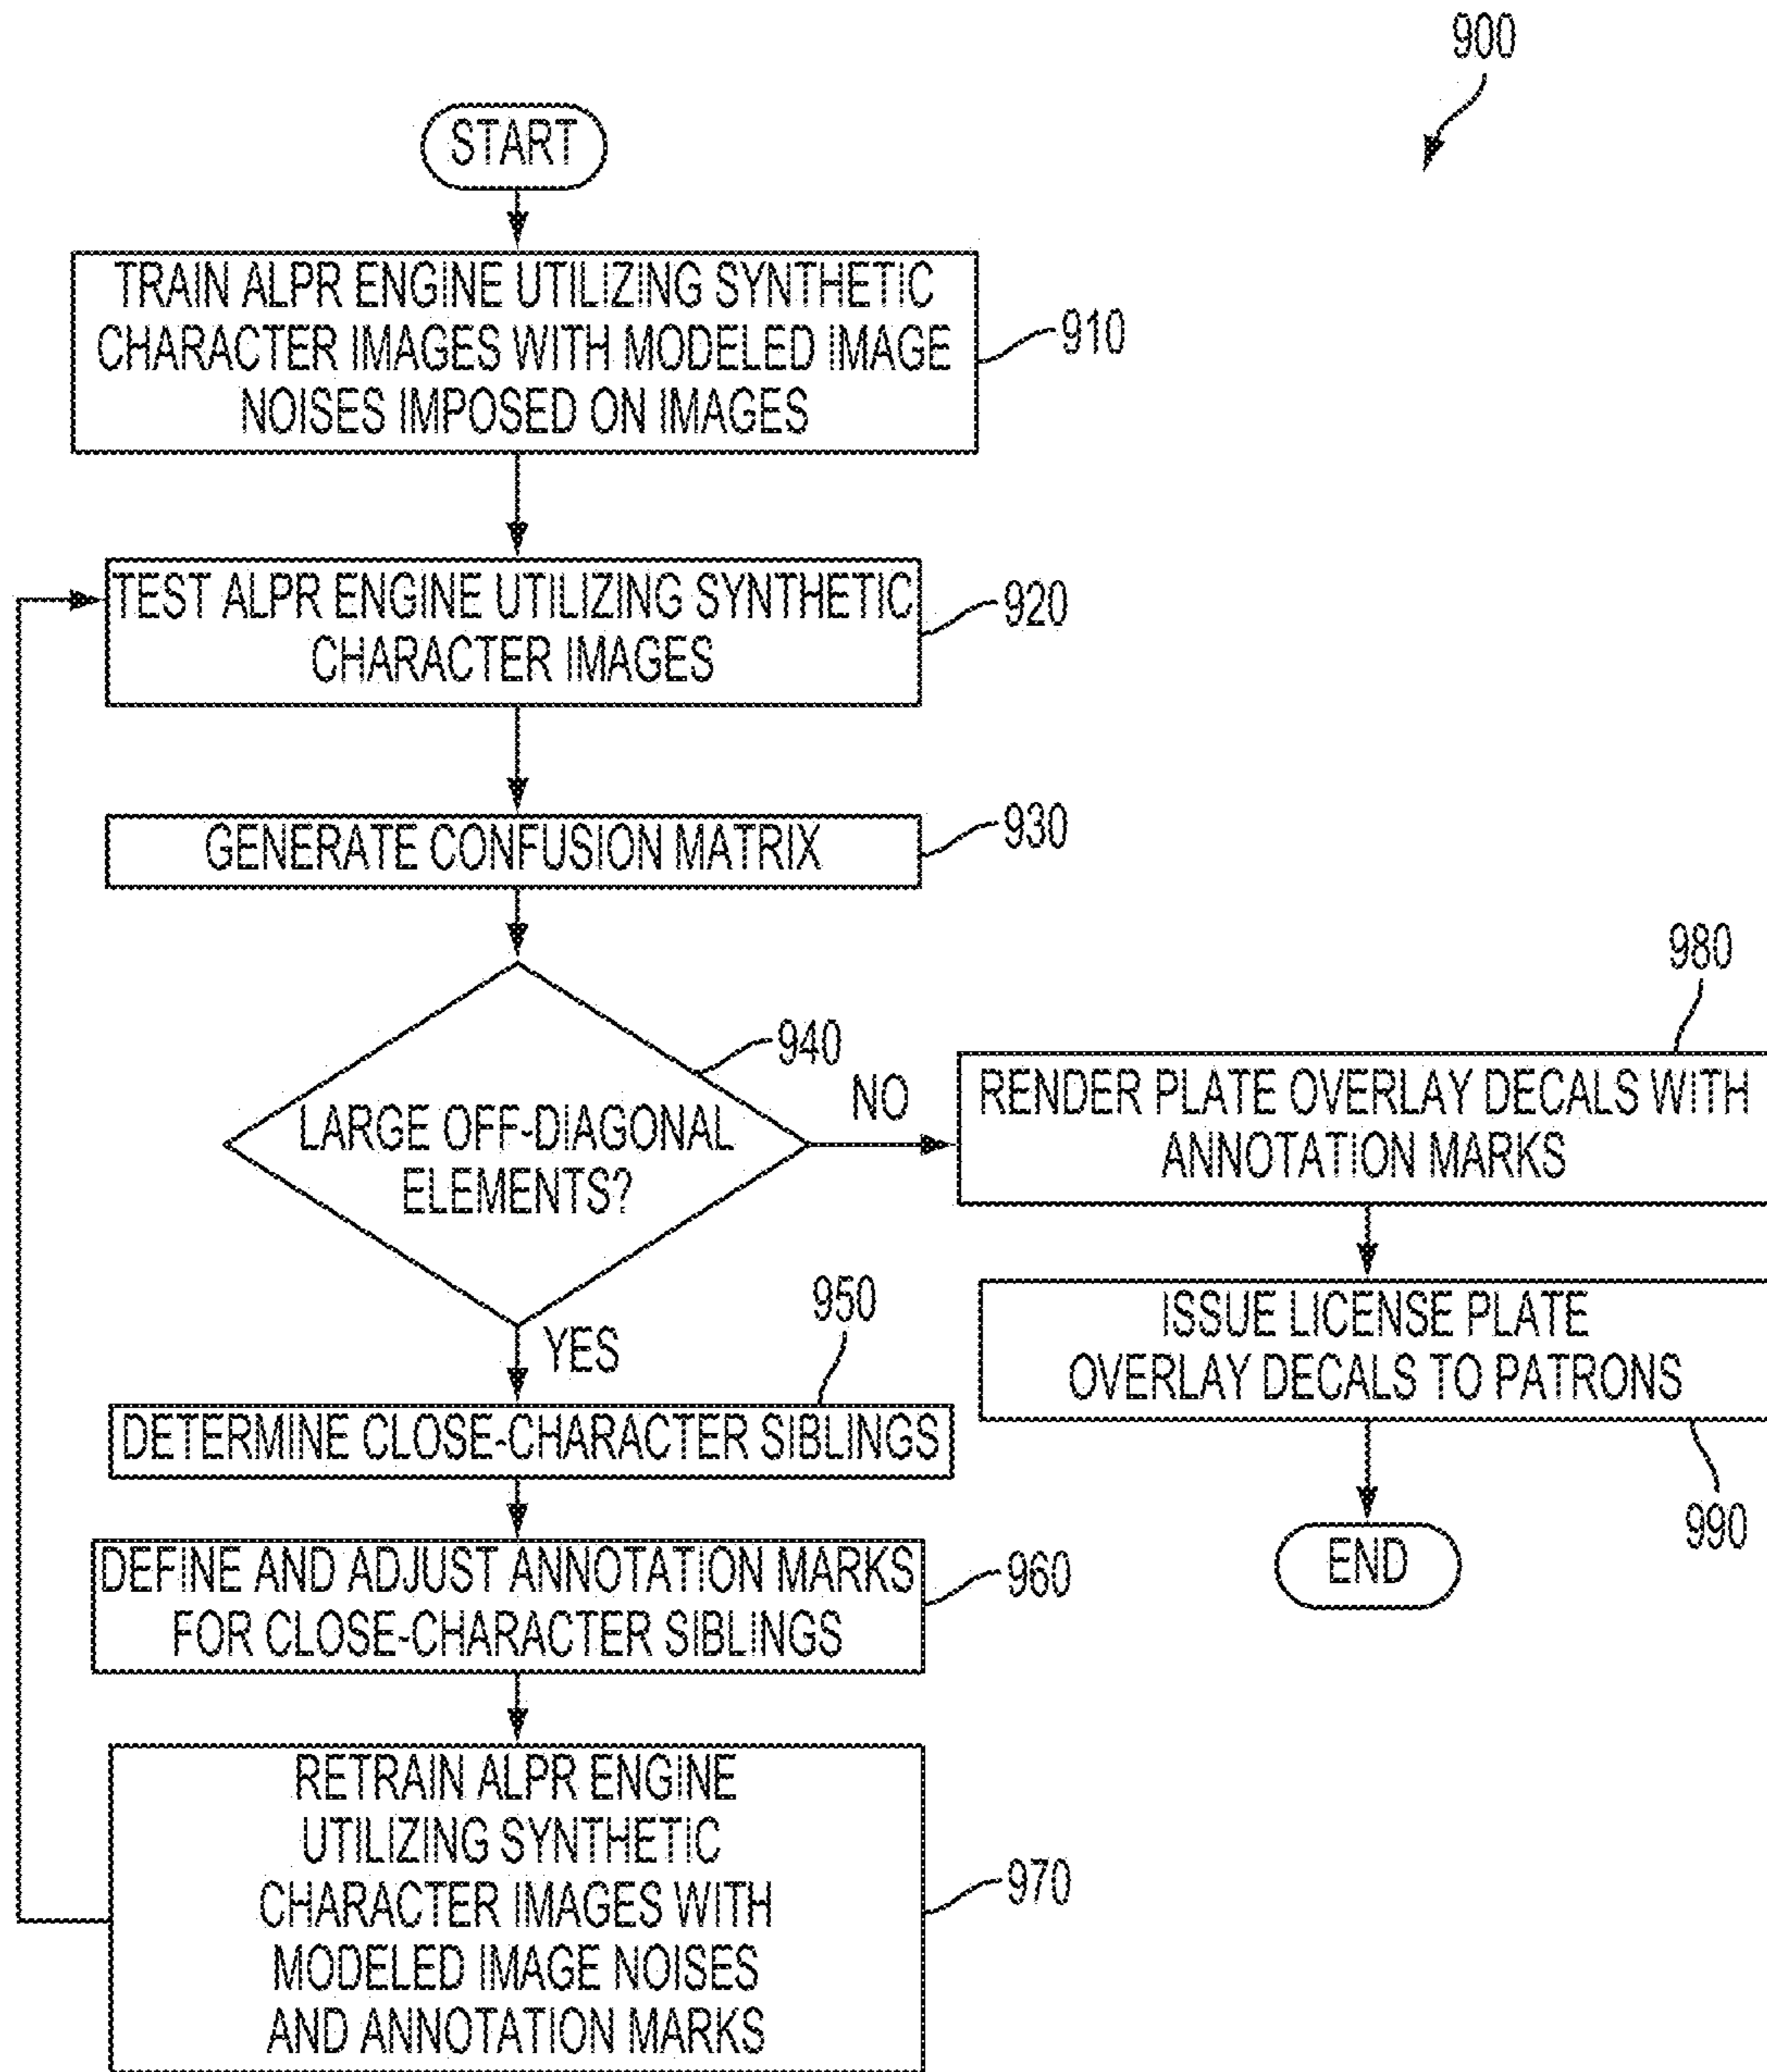 900
START
TRAIN ALPR ENGINE UTILIZING SYNTHETIC
CHARACTER IMAGES WITH MODELED IMAGE
NOISES IMPOSED ON IMAGES
910
TEST ALPR ENGINE UTILIZING SYNTHETIC
CHARACTER IMAGES
920
GENERATE CONFUSION MATRIX
930
LARGE OFF-DIAGONAL
ELEMENTS?
940
NO
YES
980
RENDER PLATE OVERLAY DECALS WITH
ANNOTATION MARKS
ISSUE LICENSE PLATE
OVERLAY DECALS TO PATRONS
990
END
950
DETERMINE CLOSE-CHARACTER SIBLINGS
DEFINE AND ADJUST ANNOTATION MARKS
FOR CLOSE-CHARACTER SIBLINGS
960
RETRAIN ALPR ENGINE
UTILIZING SYNTHETIC
CHARACTER IMAGES WITH
MODELED IMAGE NOISES
AND ANNOTATION MARKS
970